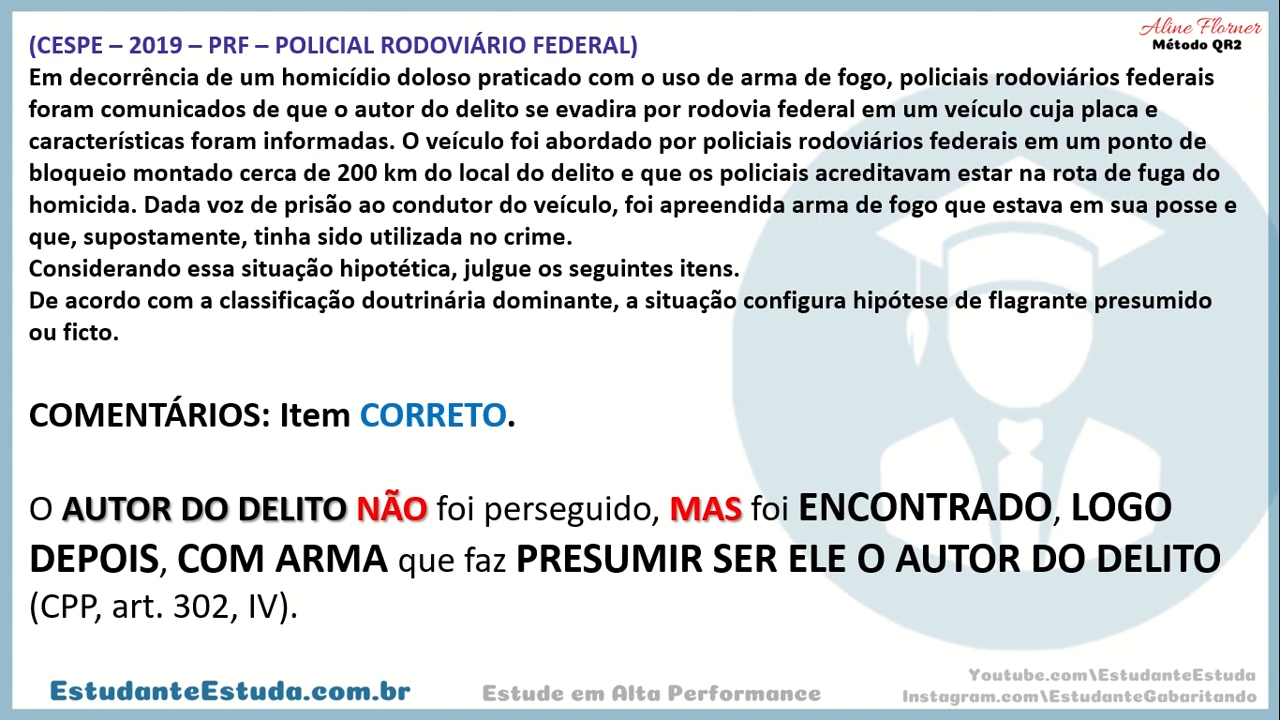 Aline Florner
Método QR2
(CESPE – 2019 – PRF – POLICIAL RODOVIÁRIO FEDERAL)
Em decorrência de um homicídio doloso praticado com o uso de arma de fogo, policiais rodoviários federais
foram comunicados de que o autor do delito se evadira por rodovia federal em um veículo cuja placa e
características foram informadas. O veículo foi abordado por policiais rodoviários federais em um ponto de
bloqueio montado cerca de 200 km do local do delito e que os policiais acreditavam estar na rota de fuga do
homicida. Dada voz de prisão ao condutor do veículo, foi apreendida arma de fogo que estava em sua posse e
que, supostamente, tinha sido utilizada no crime.
Considerando essa situação hipotética, julgue os seguintes itens.
De acordo com a classificação doutrinária dominante, a situação configura hipótese de flagrante presumido
ou ficto.
COMENTÁRIOS: Item CORRETO.
O AUTOR DO DELITO NÃO foi perseguido, MAS foi ENCONTRADO, LOGO
DEPOIS, COM ARMA que faz PRESUMIR SER ELE O AUTOR DO DELITO
(CPP, art. 302, IV).
EstudanteEstuda.com.br
Estude em Alta Performance
Youtube.com\EstudanteEstuda
Instagram.com\EstudanteGabaritando